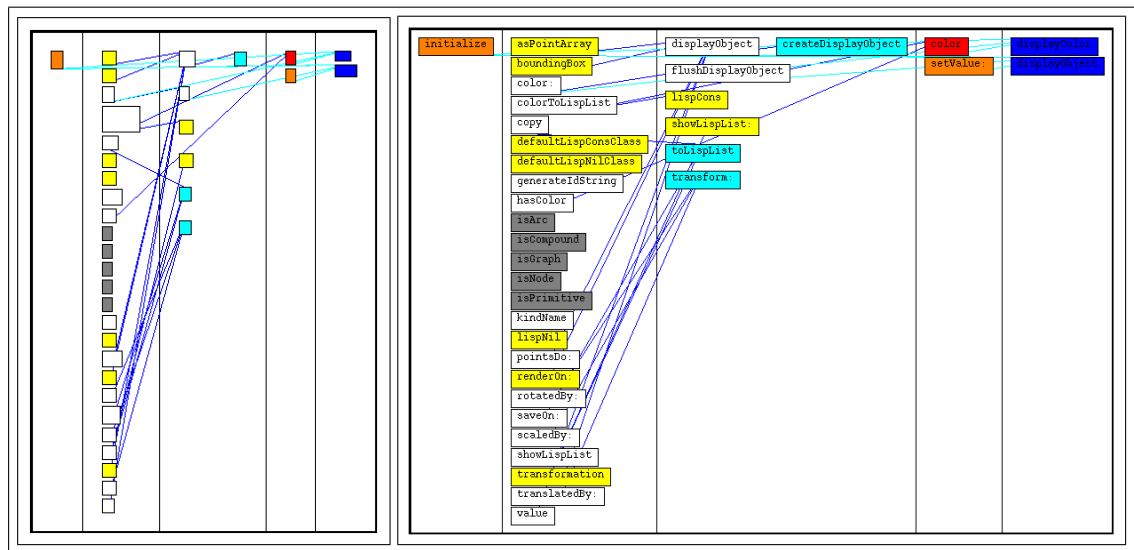 initialize
asPointArray
boundingBox
color:
colorToLispList
copy
defaultLispConsClass
defaultLispNilClass
generateIdString
hasColor
isArc
isCompound
isGraph
isNode
isPrimitive
kindName
lispNil
pointsDo:
renderOn:
rotatedBy:
saveOn:
scaledBy:
showLispList
transformation
translatedBy:
value
displayObject
flushDisplayObject
lispCons
showLispList:
toLispList
transform:
createDisplayObject
color
setValue:
displayColor
displayObject